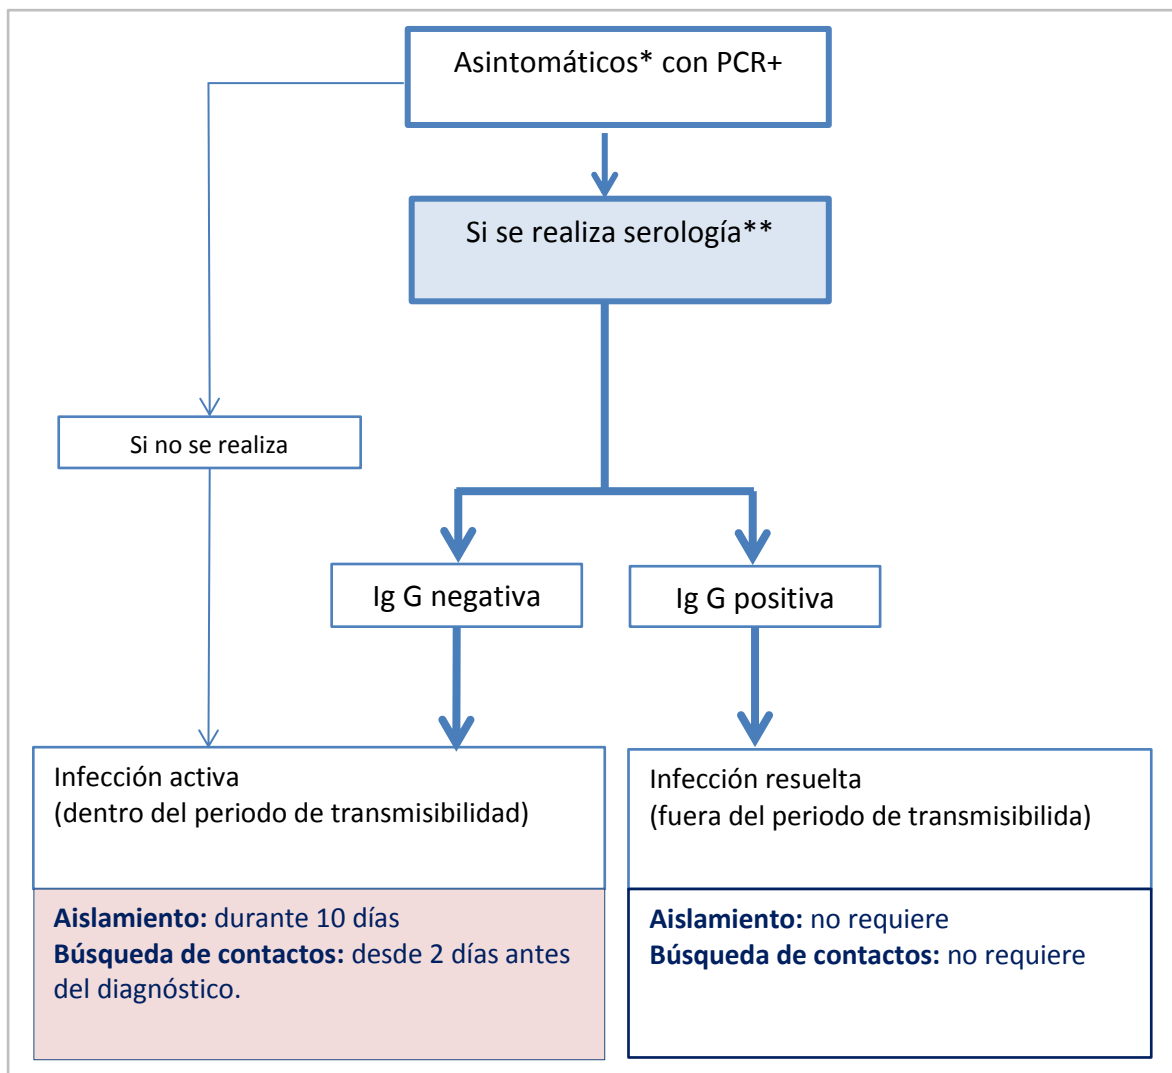 Asintomáticos* con PCR+
Si se realiza serología**
Si no se realiza
Ig G negativa
Ig G positiva
Infección activa
(dentro del periodo de transmisibilidad)
Aislamiento: durante 10 días
Búsqueda de contactos: desde 2 días antes
del diagnóstico.
Infección resuelta
(fuera del periodo de transmisibilida)
Aislamiento: no requiere
Búsqueda de contactos: no requiere